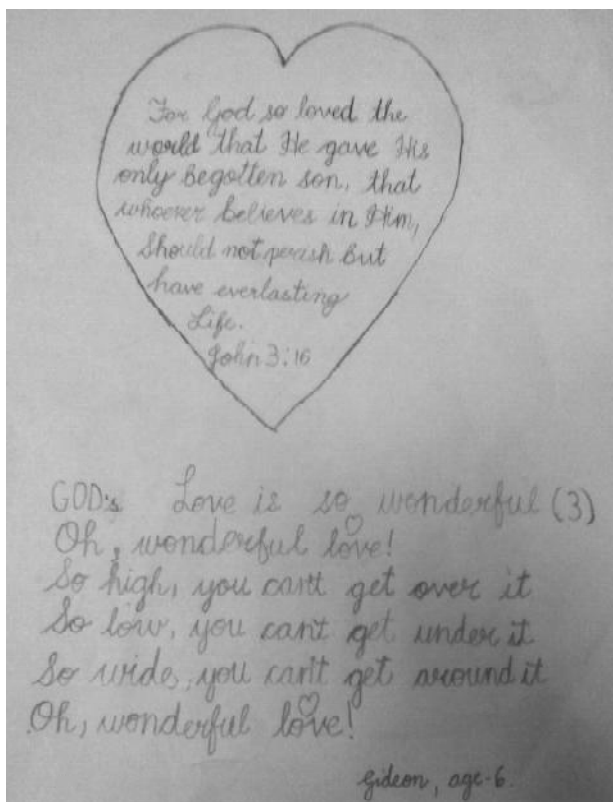 For God so loved the
world that He gave His
only Begotten son, that
whoever believes in Him,
Should not perish But
have everlasting
Life.
John 3:16
GOD's Love is so wonderful (3)
Oh, wonderful love!
So high, you can't get over it
So low, you can't get under it
So wide, you can't get around it
Oh, wonderful love!
Gideon, age-6.